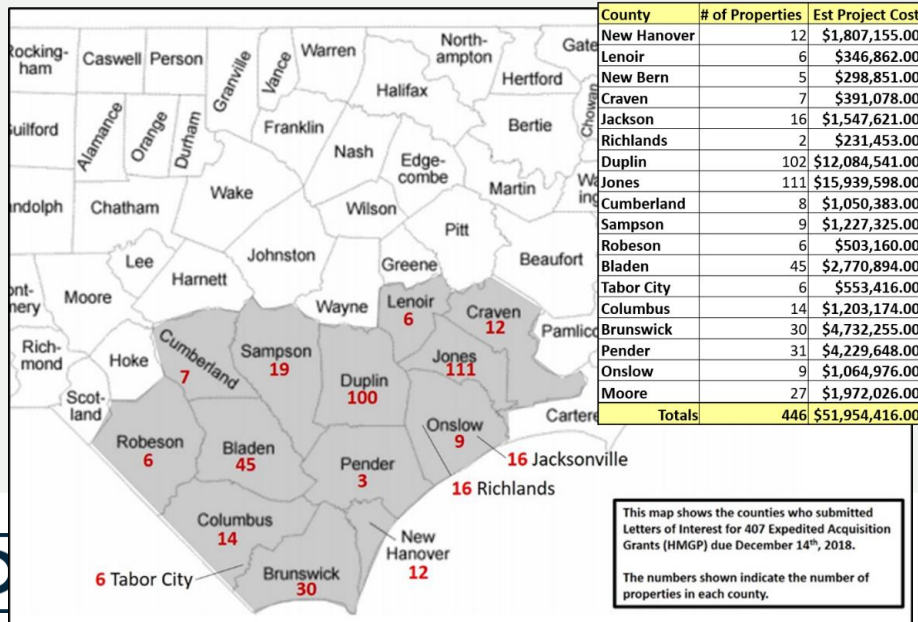 County # of Properties Est Project Cost
New Hanover 12 $1,807,155.00
Lenoir 6 $346,862.00
New Bern 5 $298,851.00
Craven 7 $391,078.00
Jackson 16 $1,547,621.00
Richlands 2 $231,453.00
Duplin 102 $12,084,541.00
Jones 111 $15,939,598.00
Cumberland 8 $1,050,383.00
Sampson 9 $1,227,325.00
Robeson 6 $503,160.00
Bladen 45 $2,770,894.00
Tabor City 6 $553,416.00
Columbus 14 $1,203,174.00
Brunswick 30 $4,732,255.00
Pender 31 $4,229,648.00
Onslow 9 $1,064,976.00
Moore 27 $1,972,026.00
Totals 446 $51,954,416.00
Rocking-
ham
Caswell
Person
Granville
Vance
Warren
North-
ampton
Gate
Hertford
Halifax
Guilford
Alamance
Orange
Durham
Franklin
Bertie
Chowan
Nash
Edge-
combe
Martin
Wa
ing
ndolph
Chatham
Wake
Wilson
Pitt
Beaufort
Lee
Johnston
Greene
Harnett
ont-
mery
Moore
Wayne
Lenoir
6
Craven
12
Pamlico
Rich-
mond
Hoke
Cumberland
7
Sampson
19
Duplin
100
Jones
111
Scot-
land
Cartere
Robeson
6
Bladen
45
Pender
3
Onslow
9
16 Jacksonville
16 Richlands
Columbus
14
New
Hanover
12
6 Tabor City
Brunswick
30
This map shows the counties who submitted
Letters of Interest for 407 Expedited Acquisition
Grants (HMGP) due December 14th, 2018.
The numbers shown indicate the number of
properties in each county.